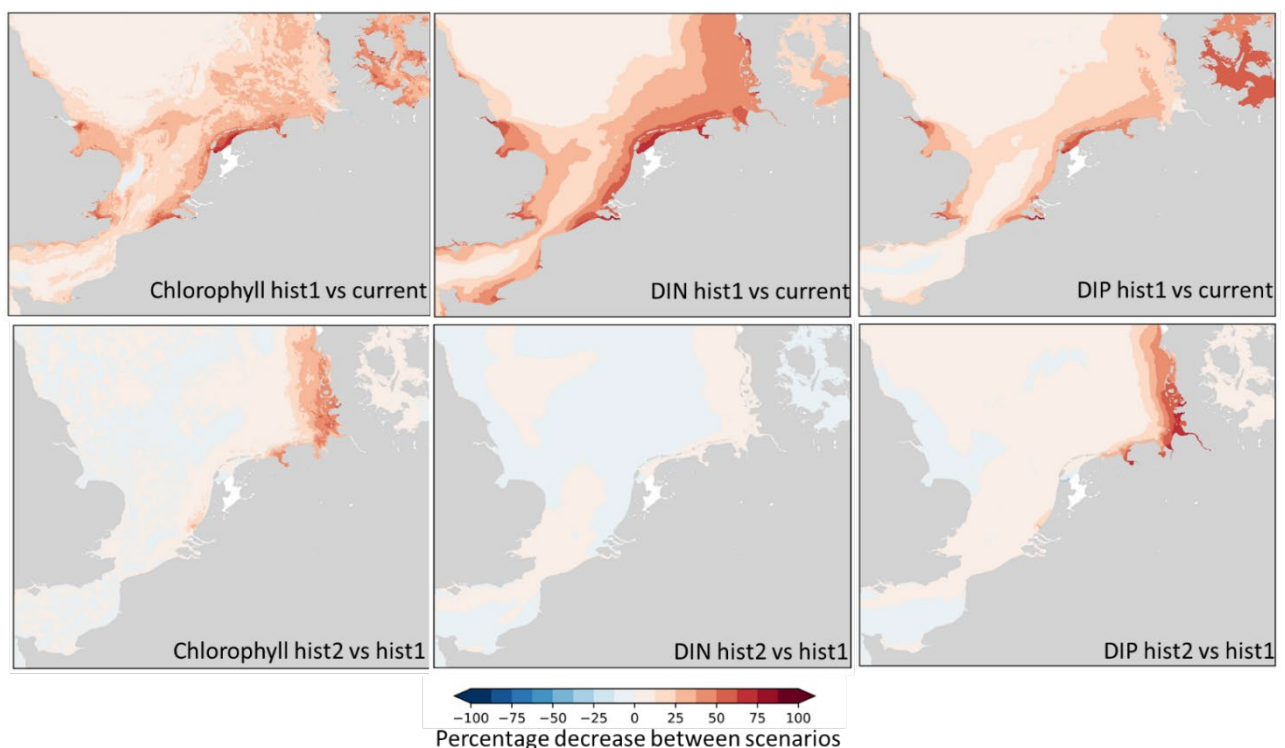 Chlorophyll hist1 vs current
DIN hist1 vs current
DIP hist1 vs current
Chlorophyll hist2 vs hist1
DIN hist2 vs hist1
DIP hist2 vs hist1
−100 −75 −50 −25 0 25 50 75 100
Percentage decrease between scenarios